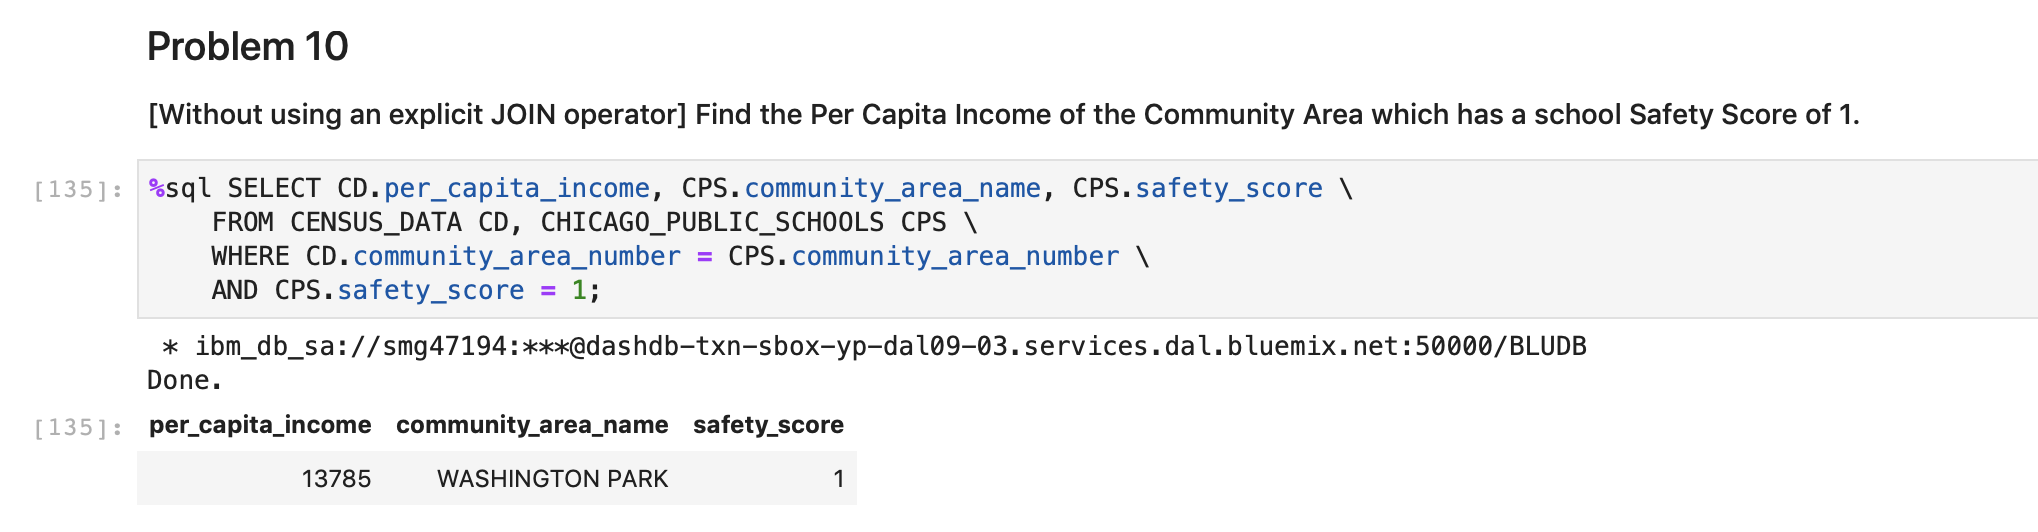 Problem 10
[Without using an explicit JOIN operator] Find the Per Capita Income of the Community Area which has a school Safety Score of 1.
[135]: %sql SELECT CD.per_capita_income, CPS.community_area_name, CPS.safety_score \
FROM CENSUS_DATA CD, CHICAGO_PUBLIC_SCHOOLS CPS \
WHERE CD.community_area_number = CPS.community_area_number \
AND CPS.safety_score = 1;
* ibm_db_sa://smg47194:***@dashdb-txn-sbox-yp-dal09-03.services.dal.bluemix.net:50000/BLUDB
Done.
[135]: per_capita_income community_area_name safety_score
13785 WASHINGTON PARK 1